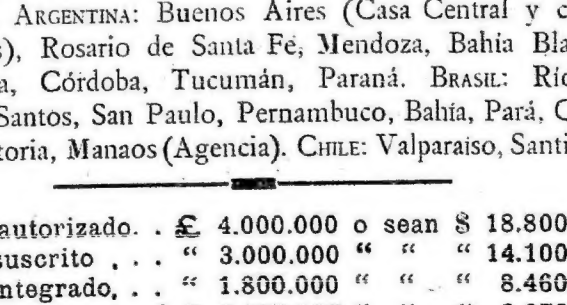 ARGENTINA: Buenos Aires (Casa Central y c
s), Rosario de Santa Fe, Mendoza, Bahía Bla
a, Córdoba, Tucumán, Paraná. BRASIL: Río
Santos, San Paulo, Pernambuco, Bahía, Pará, C
toria, Manaos (Agencia). CHILE: Valparaiso, Santi
autorizado. . £ 4.000.000 o sean $ 18.800
suscrito . . . “ 3.000.000 “ “ “ 14.100
ntegrado, . . “ 1.800.000 “ “ “ 8.460